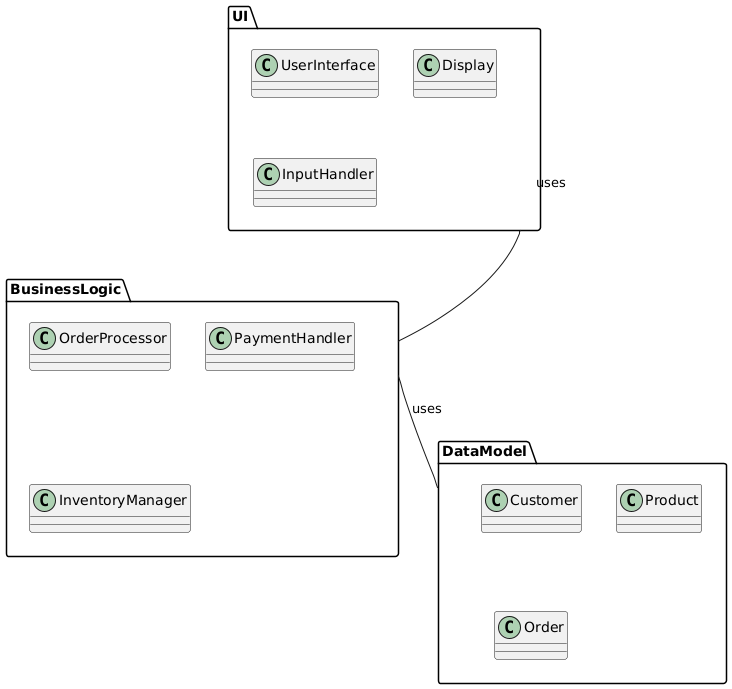 UI
C UserInterface
C Display
C InputHandler
uses
BusinessLogic
C OrderProcessor
C PaymentHandler
uses
DataModel
C InventoryManager
C Customer
C Product
C Order